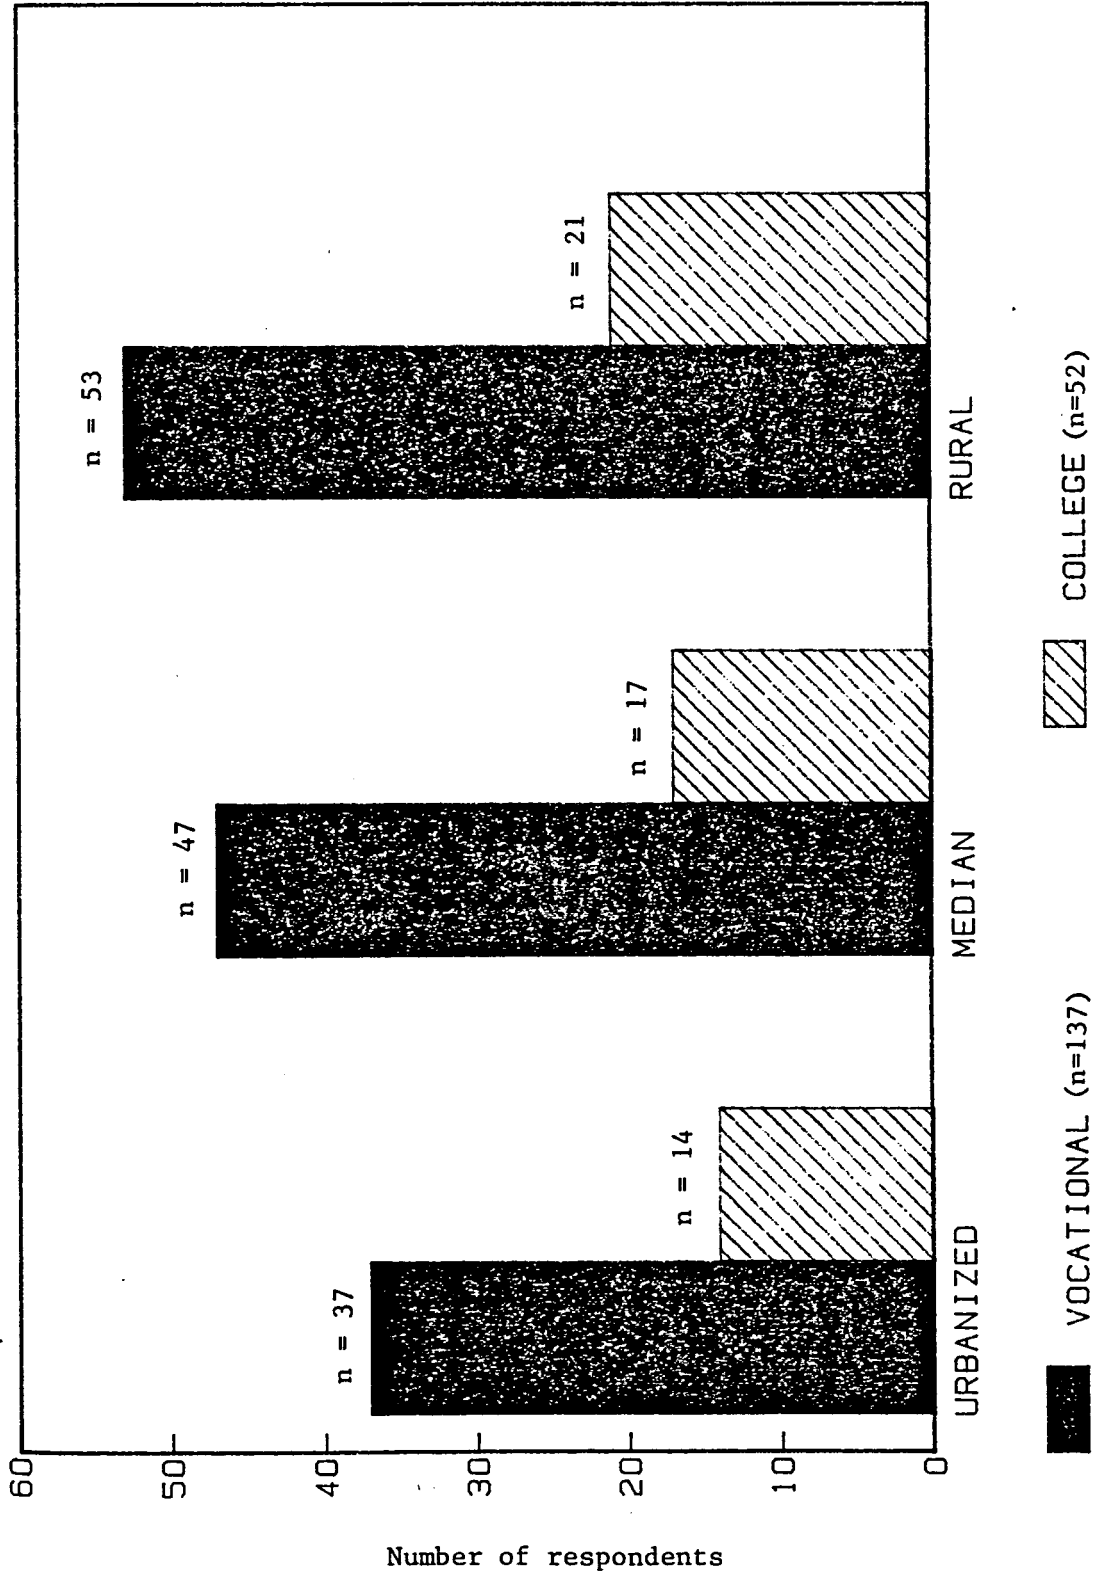 Number of respondents
60
50
40
30
20
10
0
n = 37
n = 14
n = 47
n = 17
n = 53
n = 21
URBANIZED
MEDIAN
RURAL
VOCATIONAL (n=137)
COLLEGE (n=52)